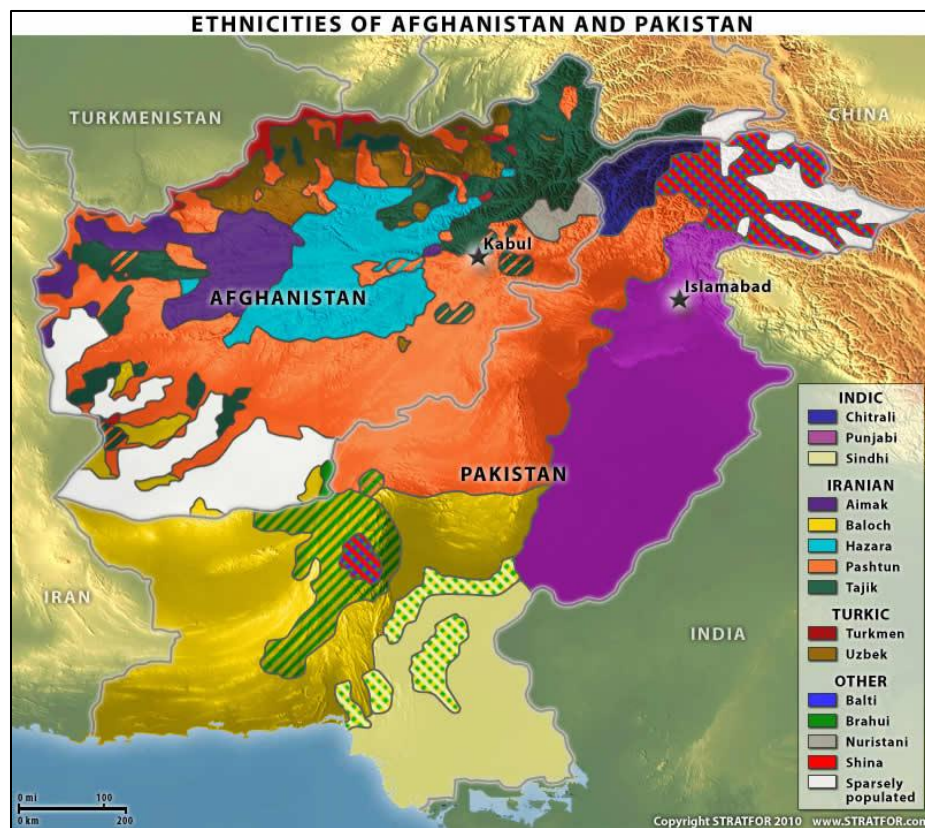 ETHNICITIES OF AFGHANISTAN AND PAKISTAN
TURKMENISTAN
CHINA
Kabul
Islamabad
AFGHANISTAN
PAKISTAN
IRAN
INDIA
INDIC
Chitrali
Punjabi
Sindhi
IRANIAN
Aimak
Baloch
Hazara
Pashtun
Tajik
TURKIC
Turkmen
Uzbek
OTHER
Balti
Brahui
Nuristani
Shina
Sparsely
populated
0 mi 100
0 km 200
Copyright STRATFOR 2010 www.STRATFOR.com